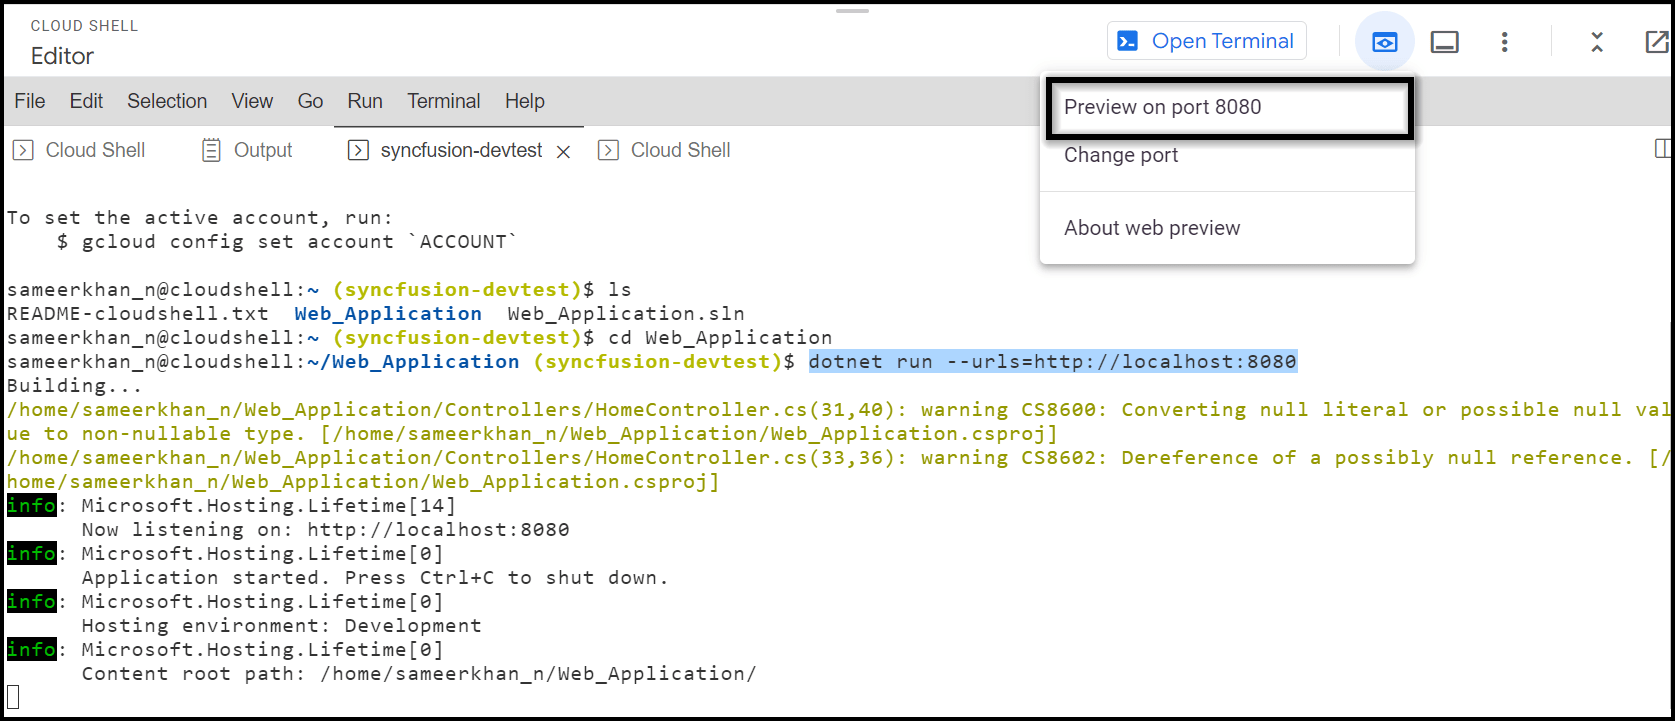 CLOUD SHELL
Editor
Open Terminal
File Edit Selection View Go Run Terminal Help
Preview on port 8080
Change port
About web preview
Cloud Shell Output syncfusion-devtest Cloud Shell
To set the active account, run:
    $ gcloud config set account `ACCOUNT`
sameerkhan_n@cloudshell:~ (syncfusion-devtest)$ ls
README-cloudshell.txt  Web_Application  Web_Application.sln
sameerkhan_n@cloudshell:~ (syncfusion-devtest)$ cd Web_Application
sameerkhan_n@cloudshell:~/Web_Application (syncfusion-devtest)$ dotnet run --urls=http://localhost:8080
Building...
/home/sameerkhan_n/Web_Application/Controllers/HomeController.cs(31,40): warning CS8600: Converting null literal or possible null val
ue to non-nullable type. [/home/sameerkhan_n/Web_Application/Web_Application.csproj]
/home/sameerkhan_n/Web_Application/Controllers/HomeController.cs(33,36): warning CS8602: Dereference of a possibly null reference. [/
home/sameerkhan_n/Web_Application/Web_Application.csproj]
info: Microsoft.Hosting.Lifetime[14]
      Now listening on: http://localhost:8080
info: Microsoft.Hosting.Lifetime[0]
      Application started. Press Ctrl+C to shut down.
info: Microsoft.Hosting.Lifetime[0]
      Hosting environment: Development
info: Microsoft.Hosting.Lifetime[0]
      Content root path: /home/sameerkhan_n/Web_Application/